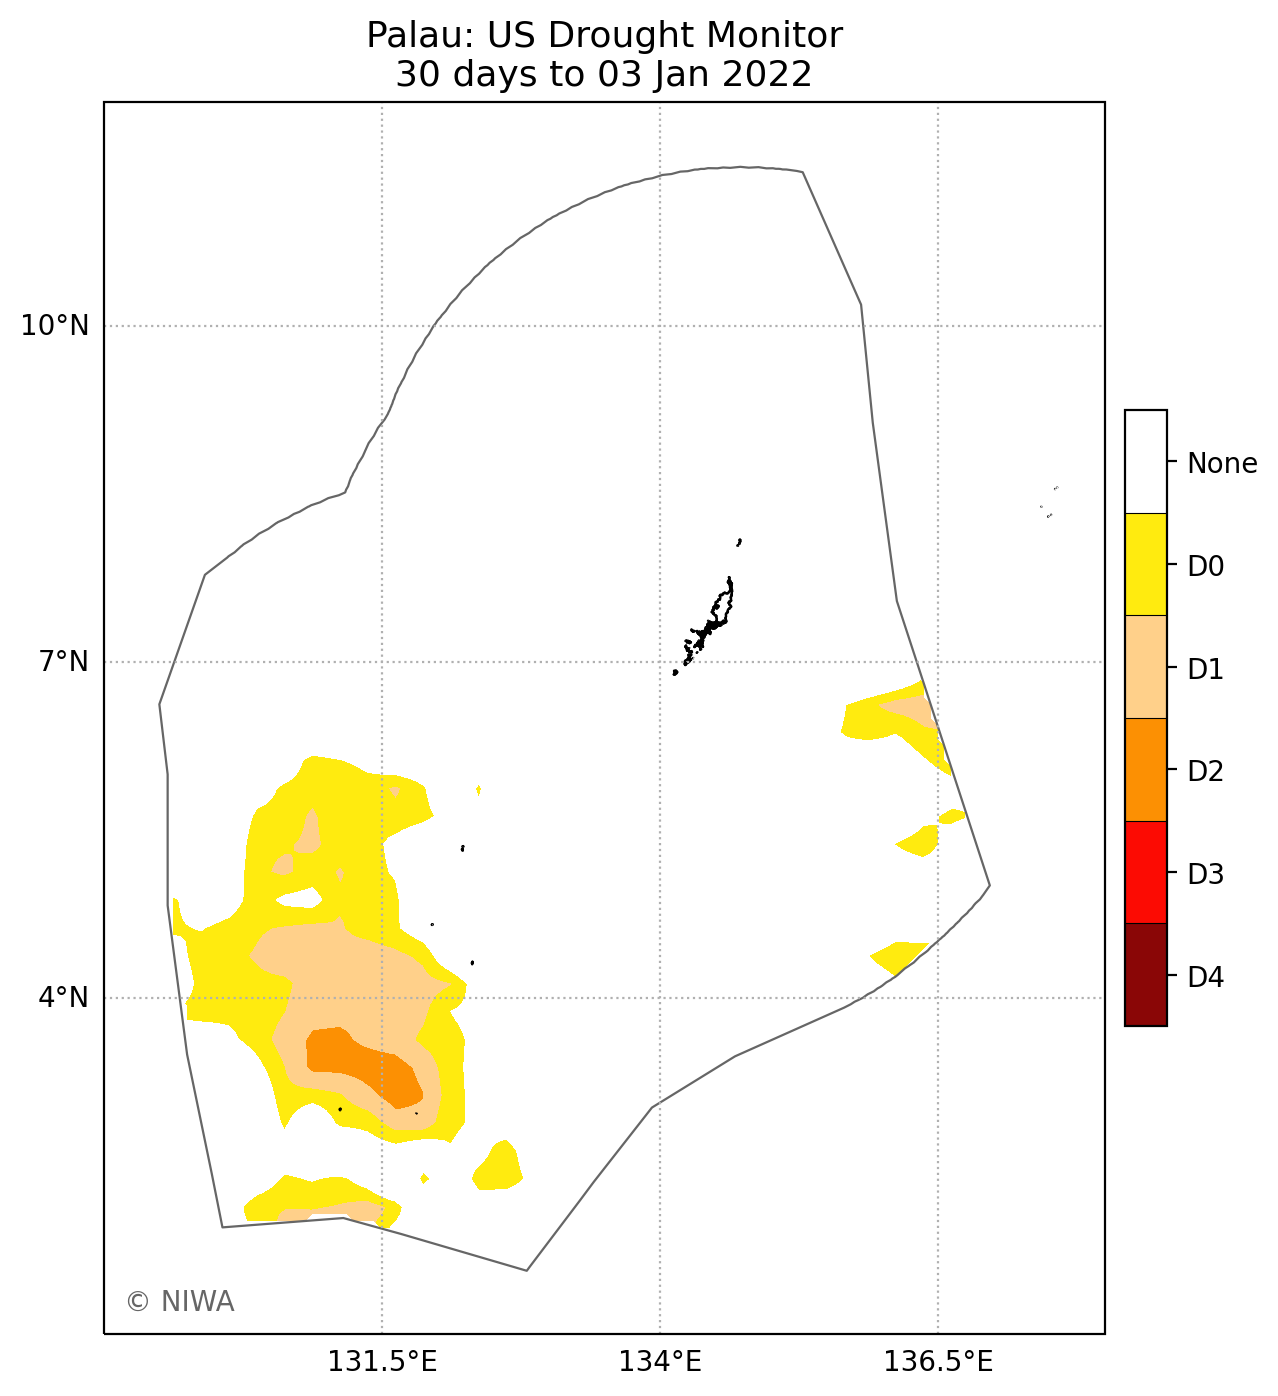 Palau: US Drought Monitor
30 days to 03 Jan 2022
10°N
7°N
4°N
131.5°E
134°E
136.5°E
None
D0
D1
D2
D3
D4
© NIWA